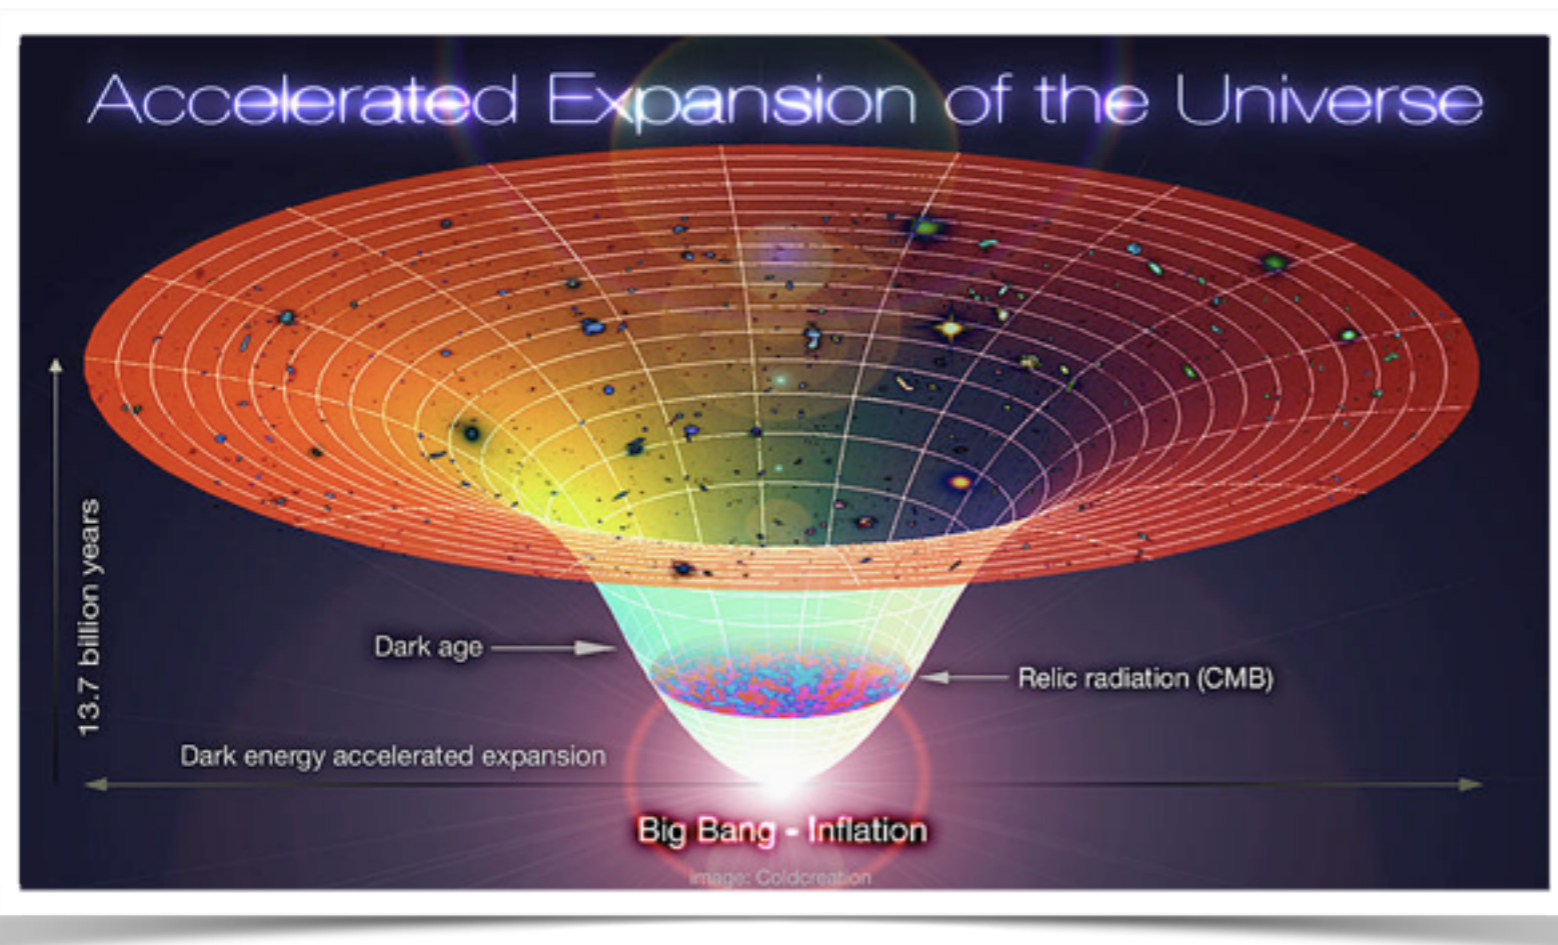 Accelerated Expansion of the Universe
13.7 billion years
Dark age
Relic radiation (CMB)
Dark energy accelerated expansion
Big Bang - Inflation
image: Coldcreation